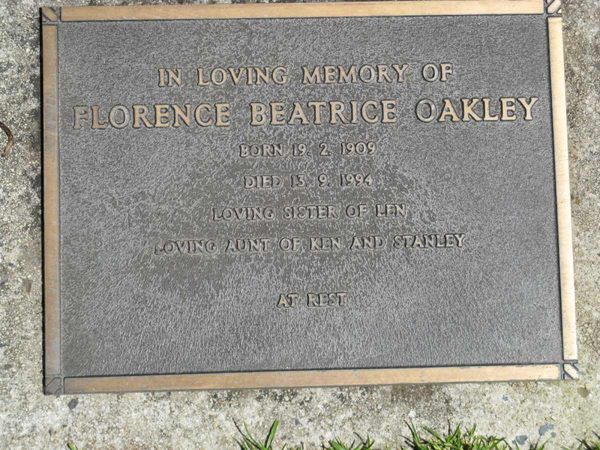 IN LOVING MEMORY OF
FLORENCE BEATRICE OAKLEY
BORN 19. 2. 1909
DIED 13. 9. 1994
LOVING SISTER OF LEN
LOVING AUNT OF KEN AND STANLEY
AT REST